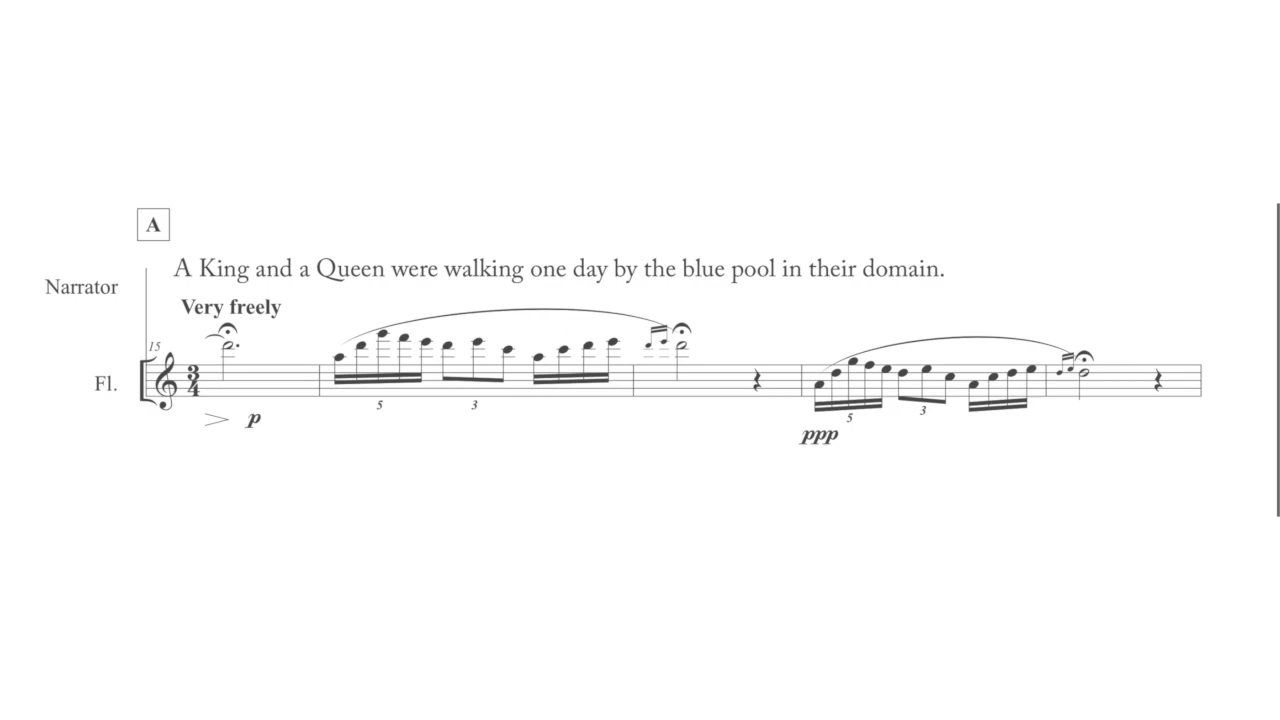 A
A King and a Queen were walking one day by the blue pool in their domain.
Narrator
Very freely
15
Fl.
3
4
5
3
5
3
p
ppp